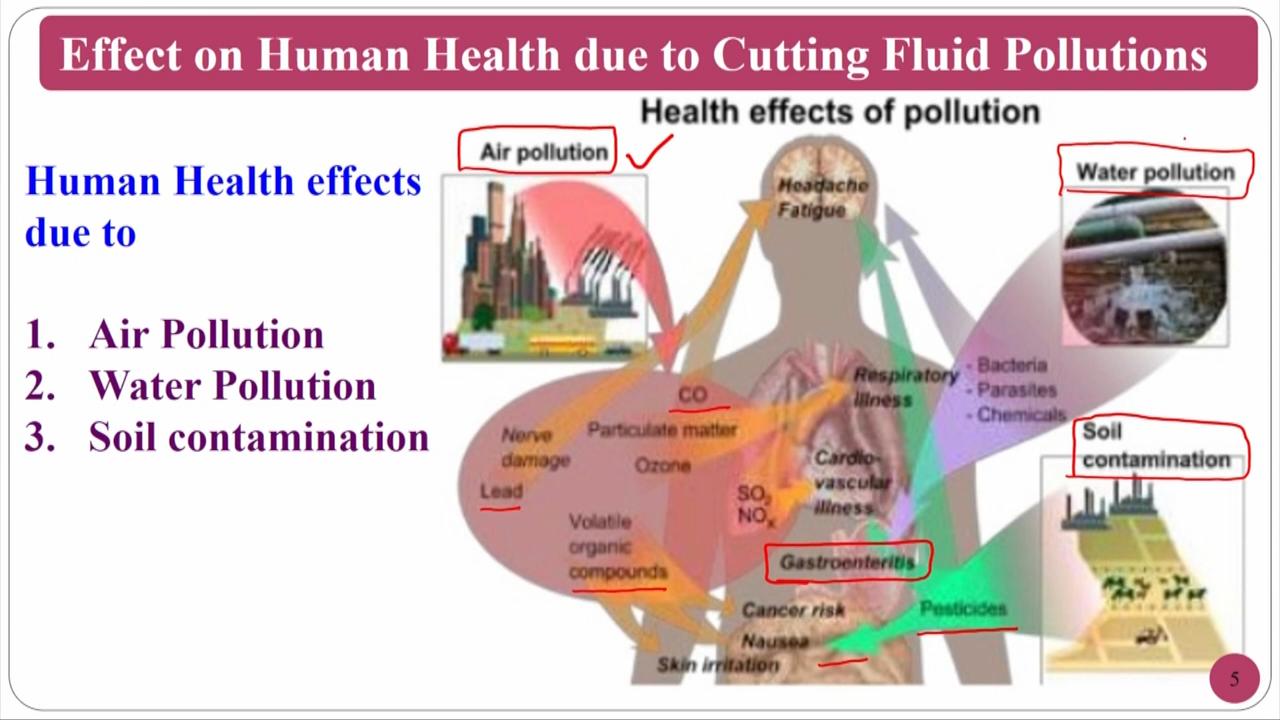 Effect on Human Health due to Cutting Fluid Pollutions
Human Health effects
due to
1. Air Pollution
2. Water Pollution
3. Soil contamination
Health effects of pollution
Air pollution
Water pollution
Headache
Fatigue
CO
Particulate matter
Nerve
damage
Ozone
Lead
SO₂
NOₓ
Volatile
organic
compounds
Respiratory
illness
Cardio-
vascular
illness
- Bacteria
- Parasites
- Chemicals
Soil
contamination
Gastroenteritis
Cancer risk
Nausea
Skin irritation
Pesticides
5